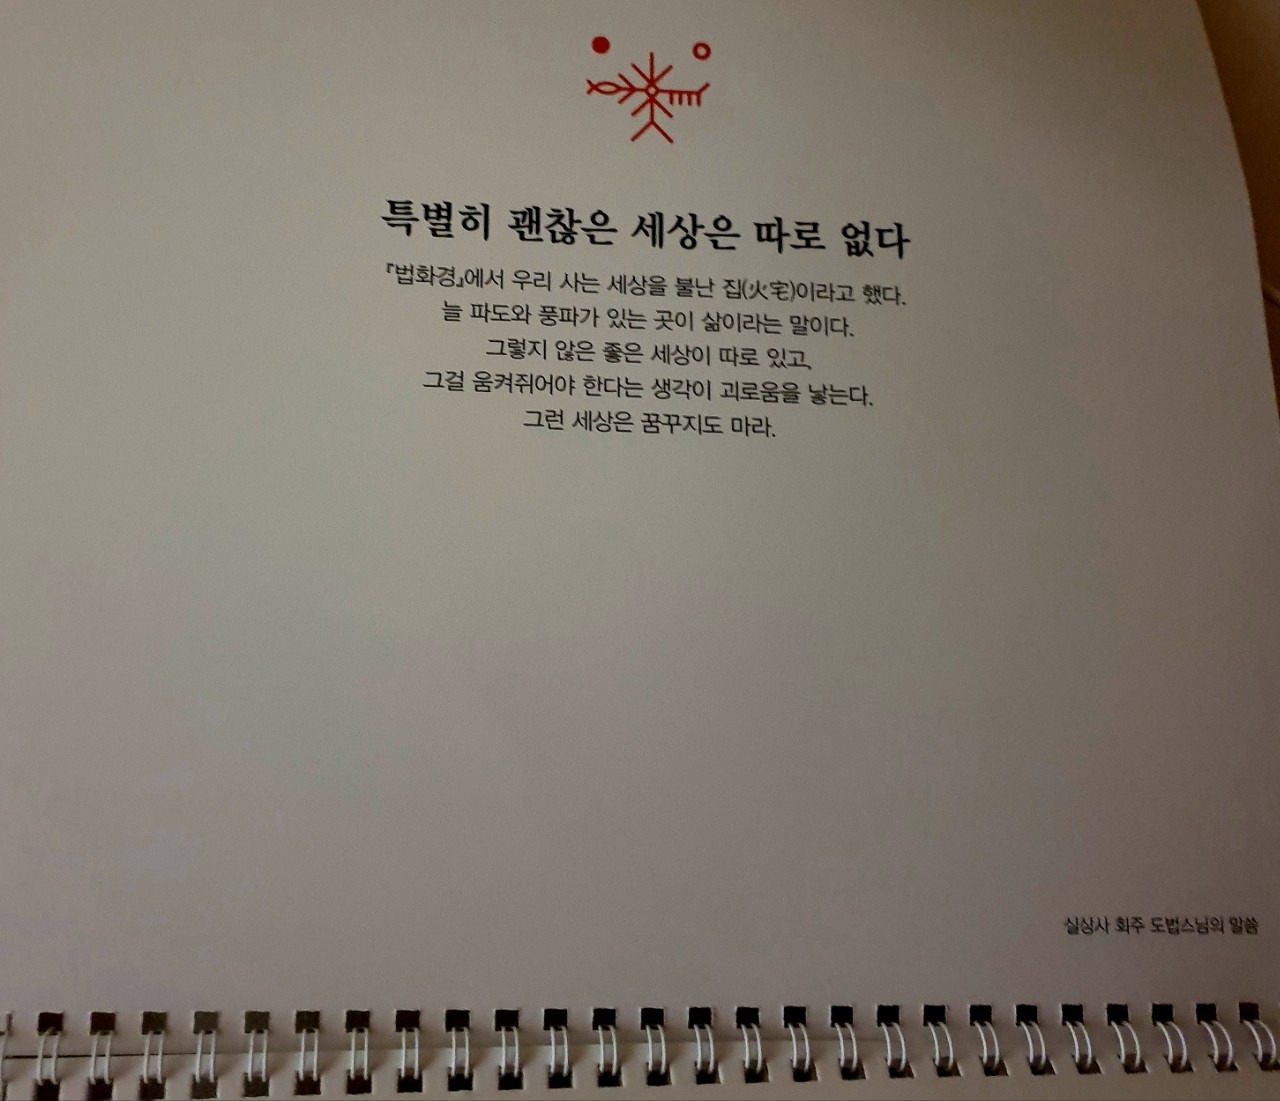 특별히 괜찮은 세상은 따로 없다
『법화경』에서 우리 사는 세상을 불난 집(火宅)이라고 했다.
늘 파도와 풍파가 있는 곳이 삶이라는 말이다.
그렇지 않은 좋은 세상이 따로 있고,
그걸 움켜쥐어야 한다는 생각이 괴로움을 낳는다.
그런 세상은 꿈꾸지도 마라.
실상사 회주 도법스님의 말씀